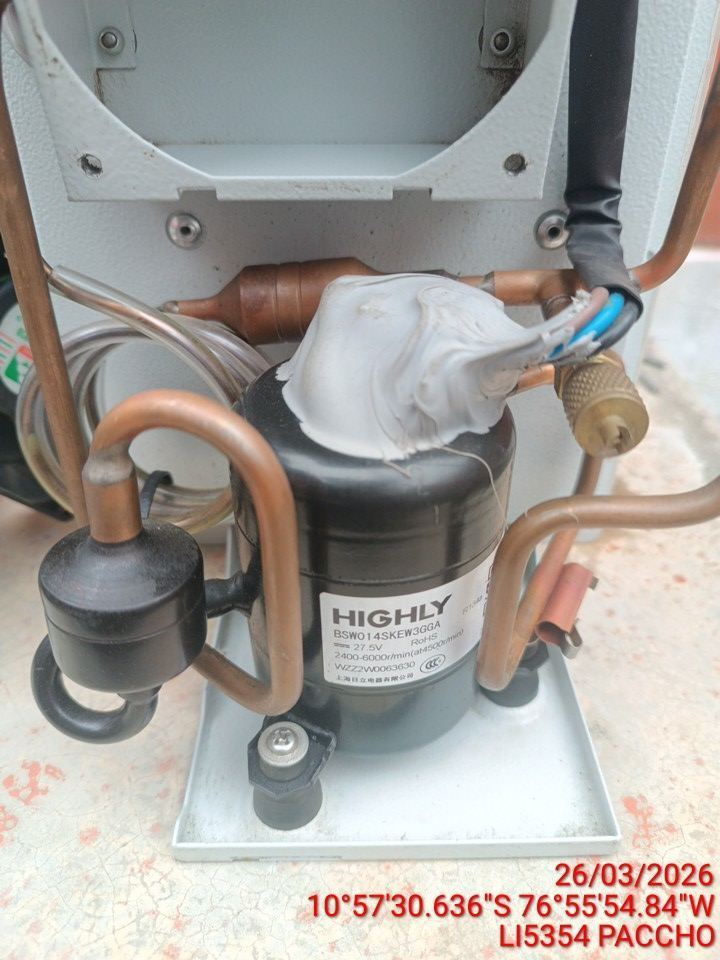 HIGHLY
BSW014SKEW3GGA
27.5V RoHS
2400-6000r/min(at4500r/min)
WZZ2W0063630
上海日立电器有限公司
26/03/2026
10°57'30.636"S 76°55'54.84"W
LI5354 PACCHO